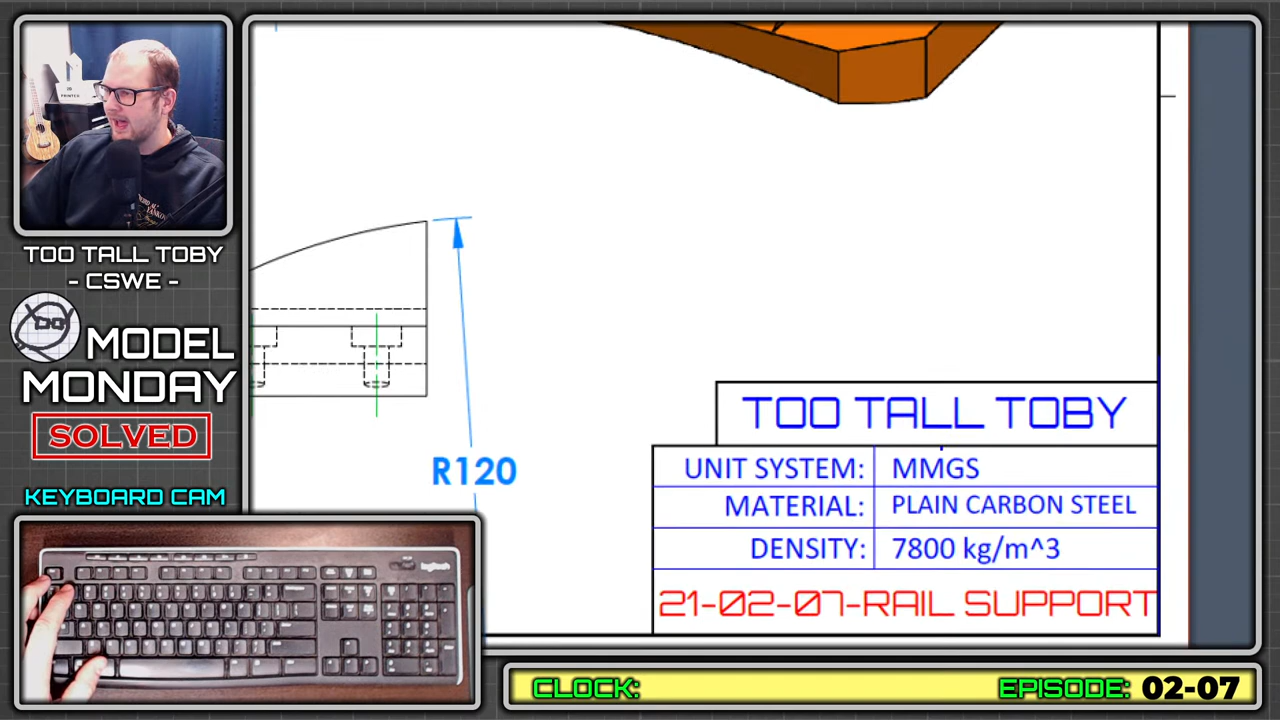 TOO TALL TOBY
- CSWE -
MODEL
MONDAY
SOLVED
KEYBOARD CAM
logitech
R120
TOO TALL TOBY
UNIT SYSTEM: MMGS
MATERIAL: PLAIN CARBON STEEL
DENSITY: 7800 kg/m^3
21-02-07-RAIL SUPPORT
CLOCK:
EPISODE: 02-07